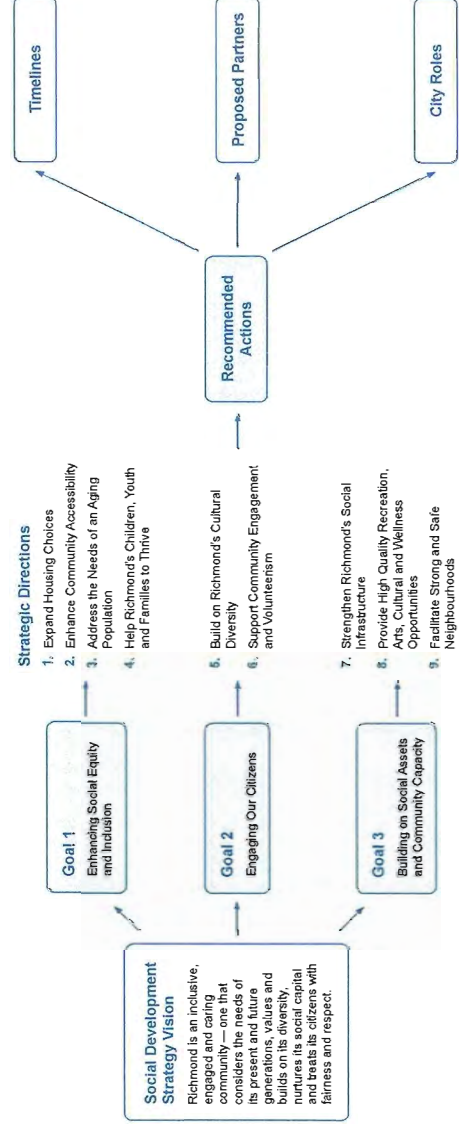 Social Development
Strategy Vision
Richmond is an inclusive,
engaged and caring
community — one that
considers the needs of
its present and future
generations, values and
builds on its diversity,
nurtures its social capital
and treats its citizens with
fairness and respect.
Goal 1
Enhancing Social Equity
and Inclusion
Goal 2
Engaging Our Citizens
Goal 3
Building on Social Assets
and Community Capacity
Strategic Directions
1. Expand Housing Choices
2. Enhance Community Accessibility
3. Address the Needs of an Aging
Population
4. Help Richmond's Children, Youth
and Families to Thrive
5. Build on Richmond's Cultural
Diversity
6. Support Community Engagement
and Volunteerism
7. Strengthen Richmond's Social
Infrastructure
8. Provide High Quality Recreation,
Arts, Cultural and Wellness
Opportunities
9. Facilitate Strong and Safe
Neighbourhoods
Recommended
Actions
Timelines
Proposed Partners
City Roles